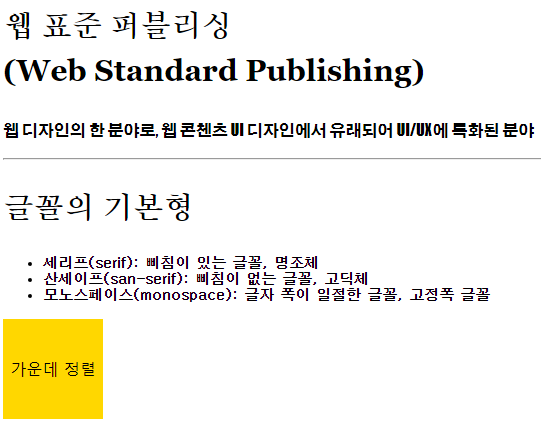 웹 표준 퍼블리싱
(Web Standard Publishing)
웹 디자인의 한 분야로, 웹 콘첸츠 UI 디자인에서 유래되어 UI/UX에 특화된 분야
글꼴의 기본형
• 세리프(serif): 삐침이 있는 글꼴, 명조체
• 산세이프(san-serif): 삐침이 없는 글꼴, 고딕체
• 모노스페이스(monospace): 글자 폭이 일절한 글꼴, 고정쪽 글꼴
가운데 정렬